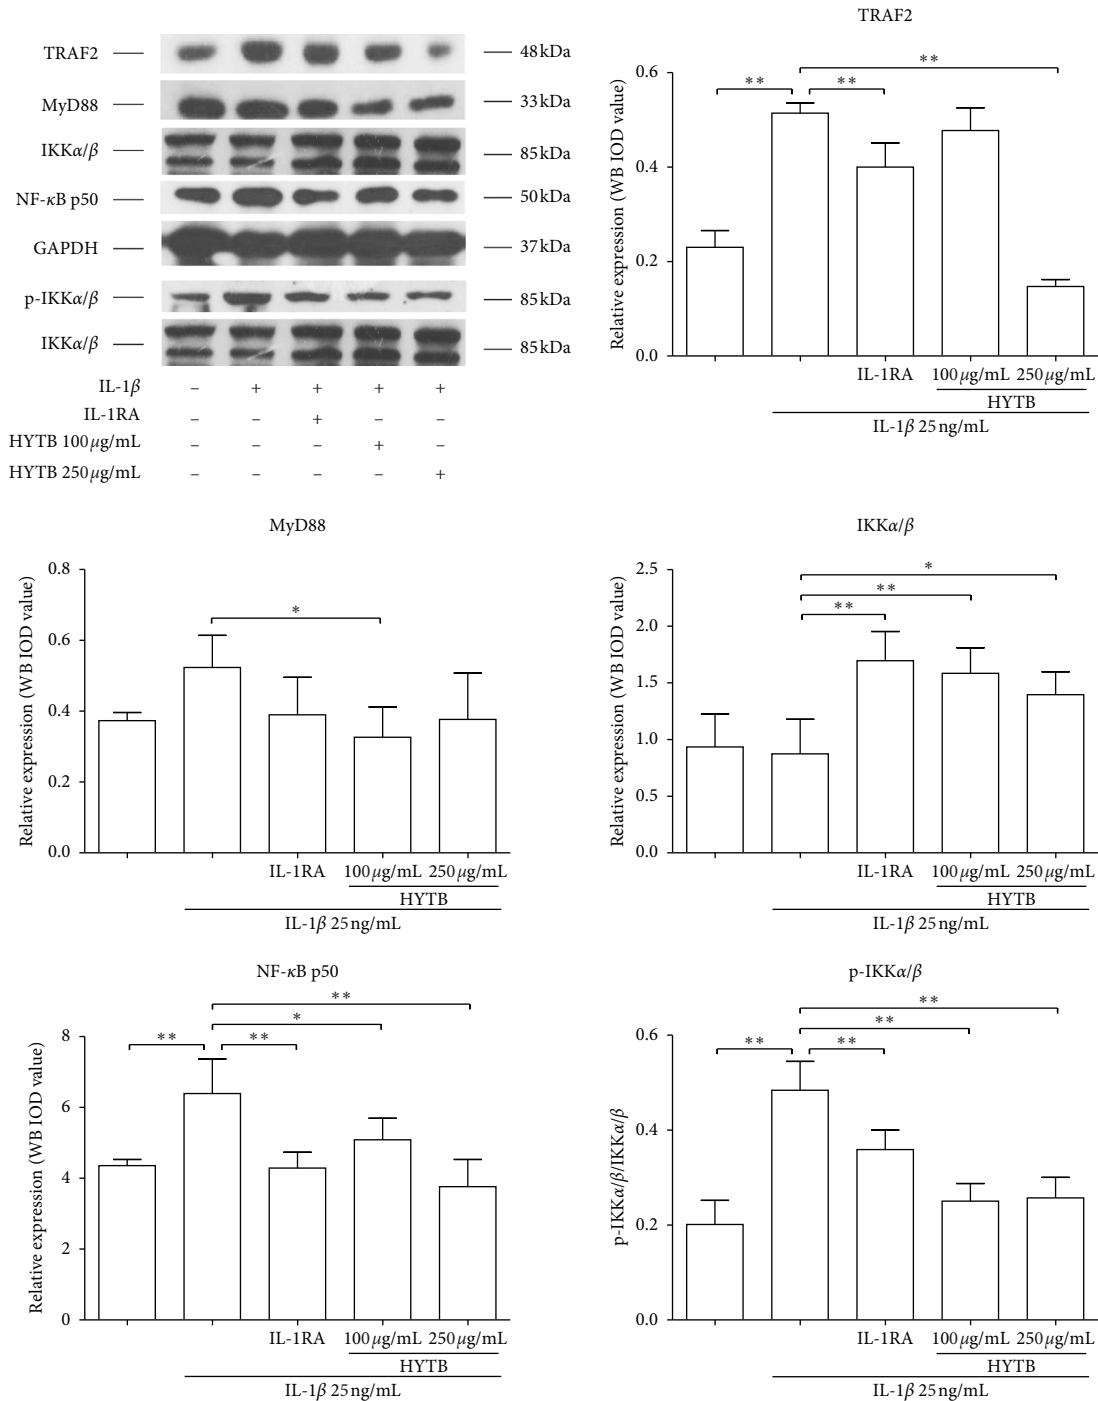 TRAF2 48 kDa
MyD88 33 kDa
IKKα/β 85 kDa
NF-κB p50 50 kDa
GAPDH 37 kDa
p-IKKα/β 85 kDa
IKKα/β 85 kDa
IL-1β – + + + +
IL-1RA – – + – –
HYTB 100 μg/mL – – – + –
HYTB 250 μg/mL – – – – +
TRAF2
Relative expression (WB IOD value)
0.6
0.4
0.2
0.0
** ** **
IL-1RA 100 μg/mL 250 μg/mL
HYTB
IL-1β 25 ng/mL
MyD88
Relative expression (WB IOD value)
0.8
0.6
0.4
0.2
0.0
*
IL-1RA 100 μg/mL 250 μg/mL
HYTB
IL-1β 25 ng/mL
IKKα/β
Relative expression (WB IOD value)
2.5
2.0
1.5
1.0
0.5
0.0
*
**
**
IL-1RA 100 μg/mL 250 μg/mL
HYTB
IL-1β 25 ng/mL
NF-κB p50
Relative expression (WB IOD value)
8
6
4
2
0
**
*
** **
IL-1RA 100 μg/mL 250 μg/mL
HYTB
IL-1β 25 ng/mL
p-IKKα/β
p-IKKα/β/IKKα/β
0.6
0.4
0.2
0.0
**
**
** **
IL-1RA 100 μg/mL 250 μg/mL
HYTB
IL-1β 25 ng/mL